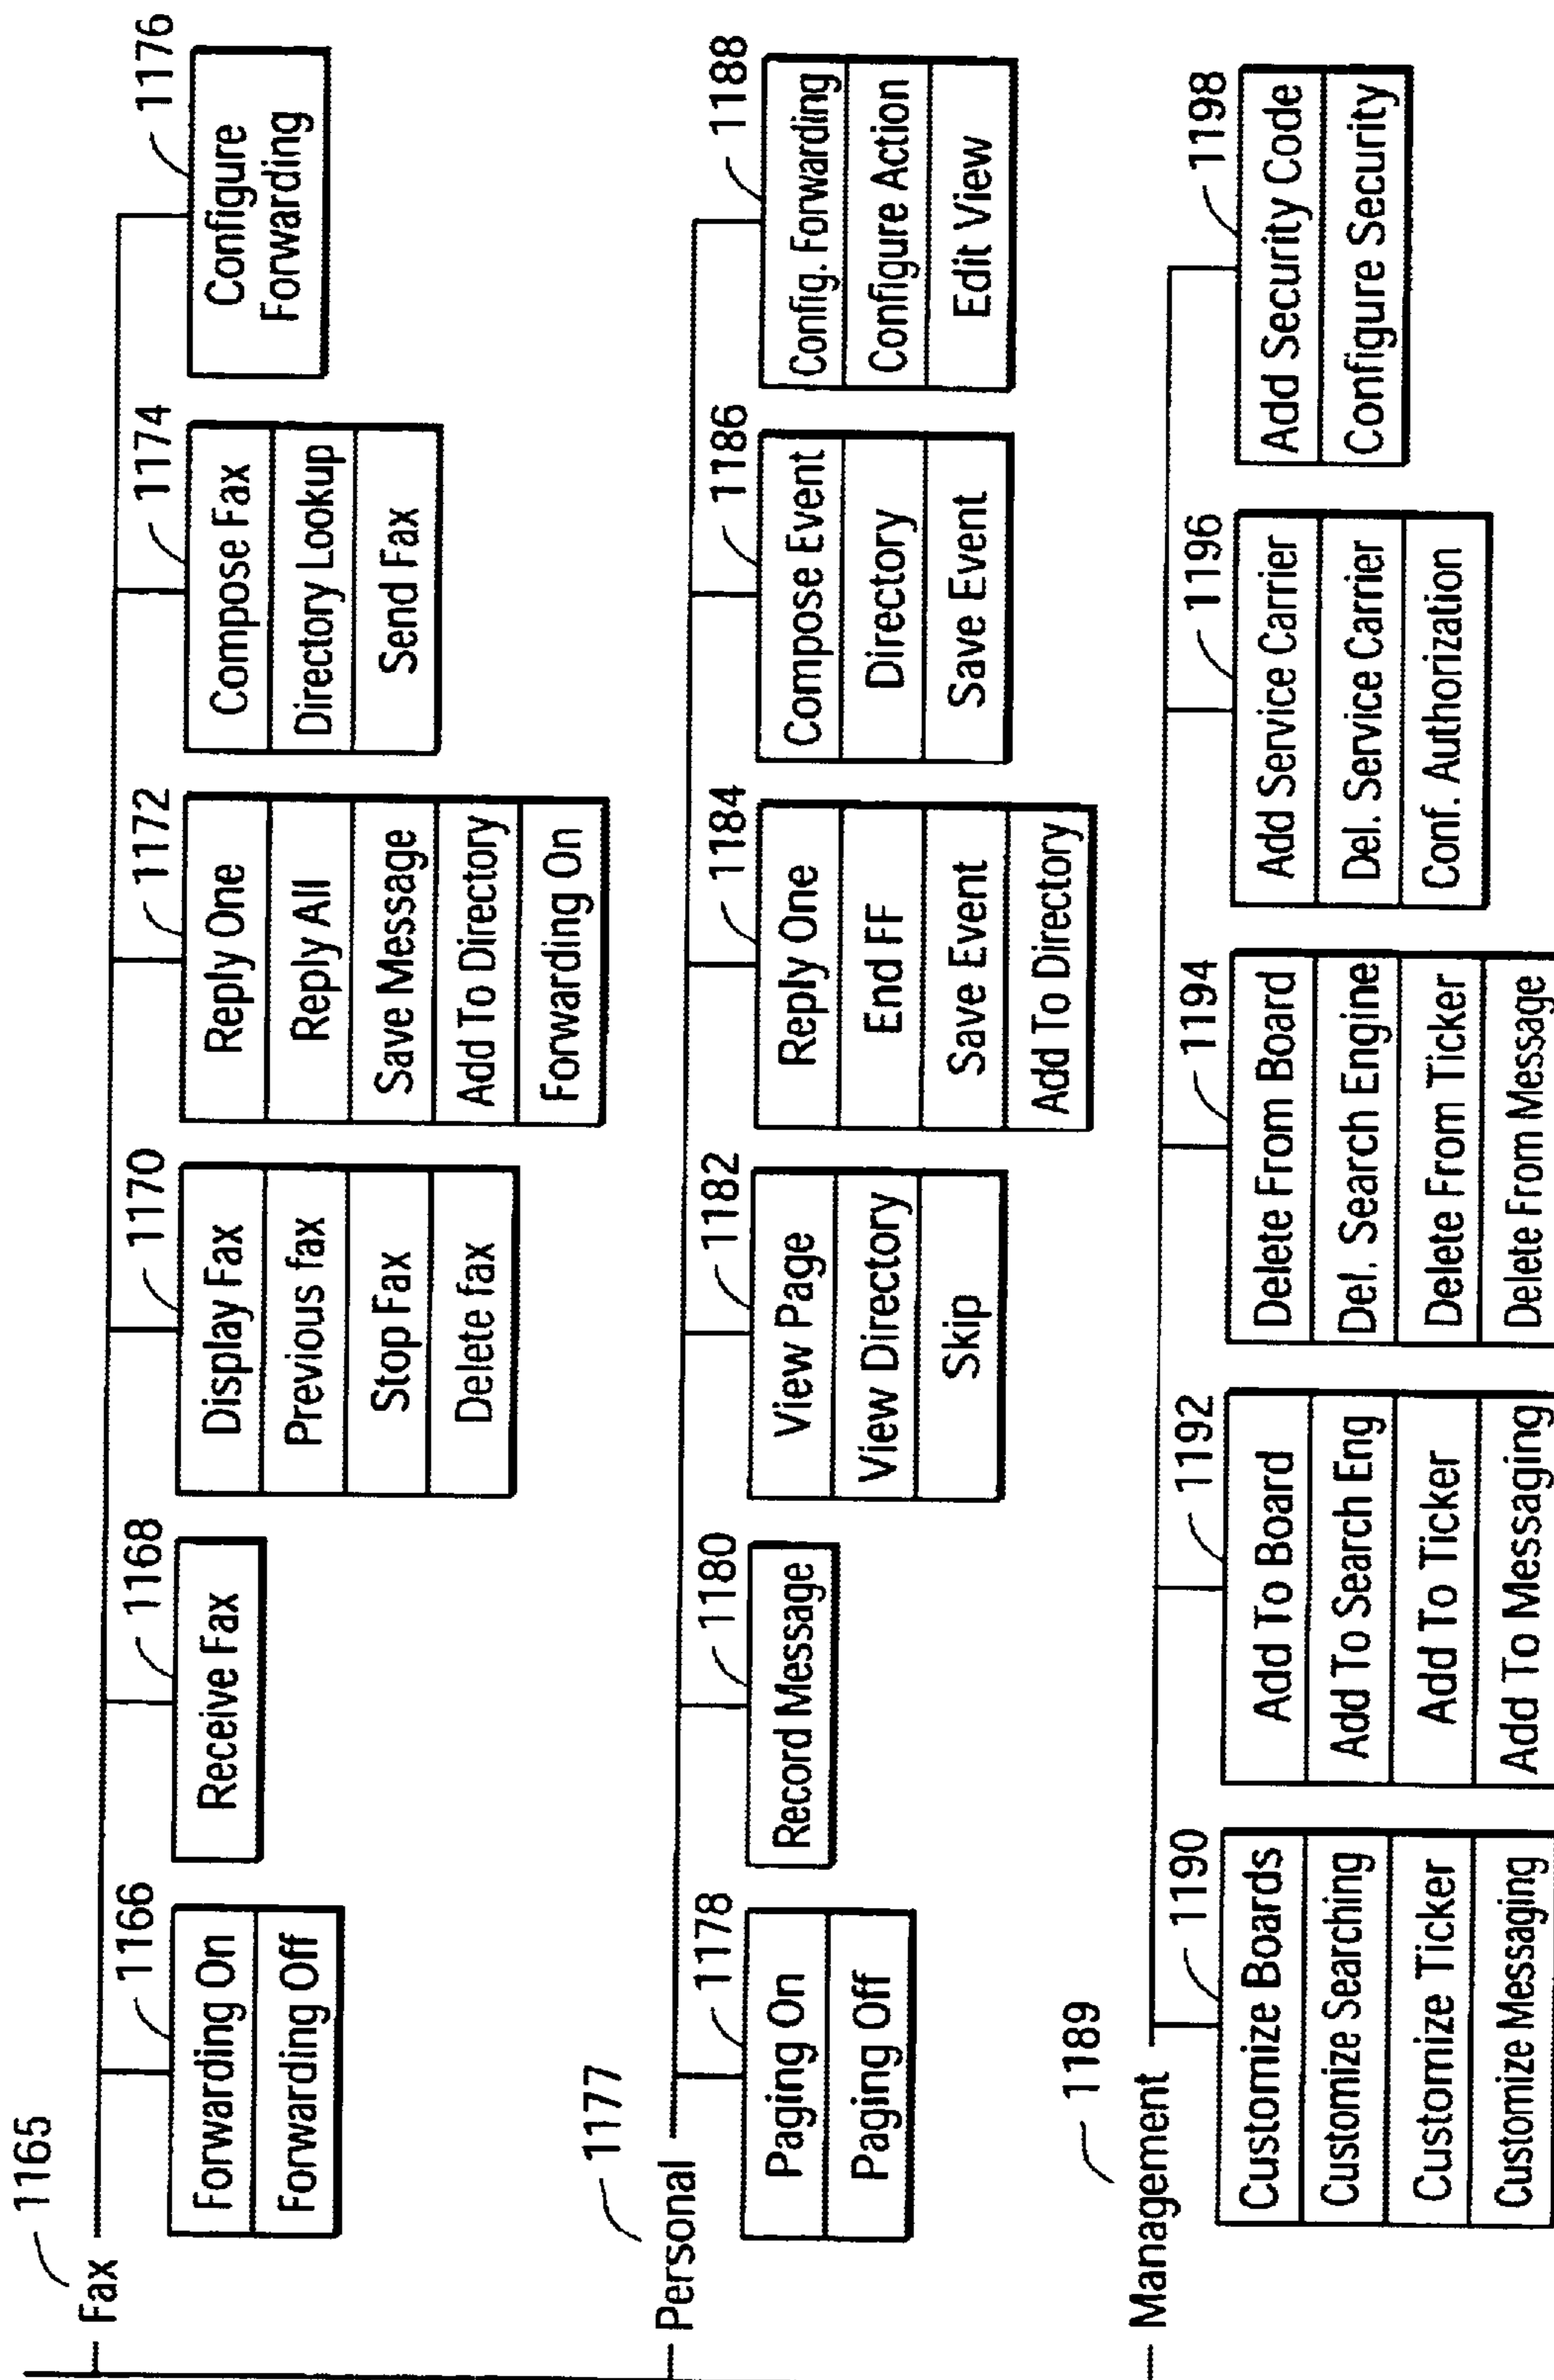 1165
Fax
1166
Forwarding On
Forwarding Off
1168
Receive Fax
1170
Display Fax
Previous fax
Stop Fax
Delete fax
1172
Reply One
Reply All
Save Message
Add To Directory
Forwarding On
1174
Compose Fax
Directory Lookup
Send Fax
1176
Configure
Forwarding
1177
Personal
1178
Paging On
Paging Off
1180
Record Message
1182
View Page
View Directory
Skip
1184
Reply One
End FF
Save Event
Add To Directory
1186
Compose Event
Directory
Save Event
1188
Config. Forwarding
Configure Action
Edit View
1189
Management
1190
Customize Boards
Customize Searching
Customize Ticker
Customize Messaging
1192
Add To Board
Add To Search Eng
Add To Ticker
Add To Messaging
1194
Delete From Board
Del. Search Engine
Delete From Ticker
Delete From Message
1196
Add Service Carrier
Del. Service Carrier
Conf. Authorization
1198
Add Security Code
Configure Security